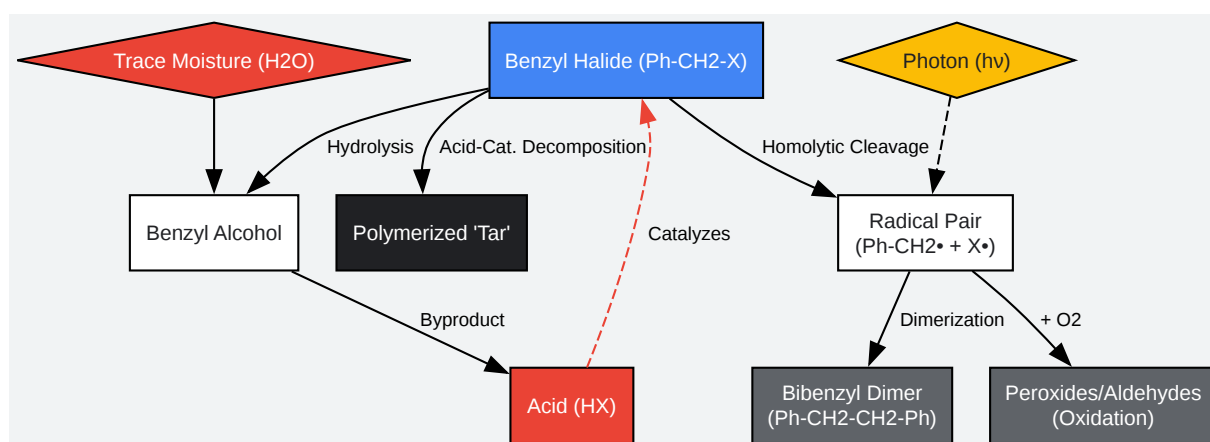 Trace Moisture (H2O)
Benzyl Halide (Ph-CH2-X)
Photon (hν)
Hydrolysis
Acid-Cat. Decomposition
Homolytic Cleavage
Benzyl Alcohol
Polymerized 'Tar'
Catalyzes
Radical Pair
(Ph-CH2• + X•)
Byproduct
Dimerization
+ O2
Acid (HX)
Bibenzyl Dimer
(Ph-CH2-CH2-Ph)
Peroxides/Aldehydes
(Oxidation)